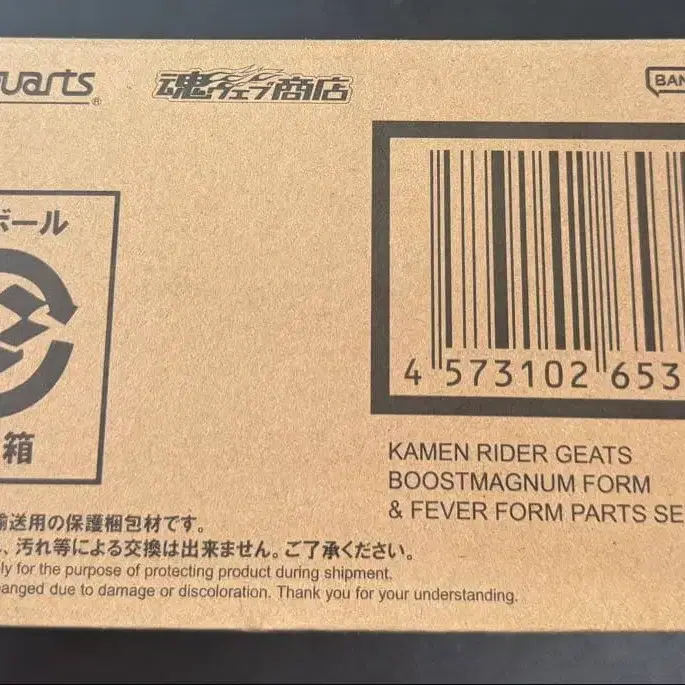 uarts®
魂ウェブ商店
BAN
ボール
箱
4 573102 653
KAMEN RIDER GEATS
BOOSTMAGNUM FORM
& FEVER FORM PARTS SE
輸送用の保護梱包材です。
、汚れ等による交換は出来ません。ご了承ください。
ly for the purpose of protecting product during shipment.
anged due to damage or discoloration. Thank you for your understanding.